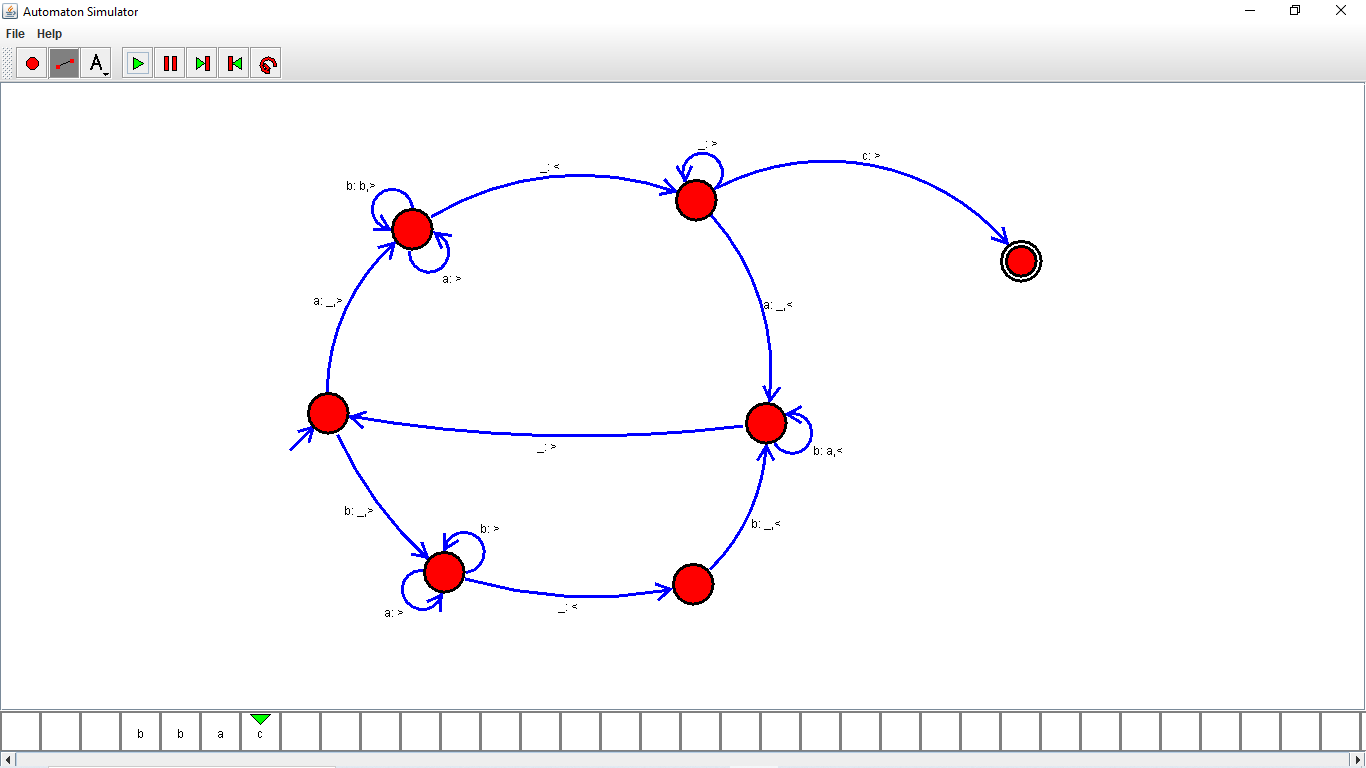 Automaton Simulator
File Help
A
_: >
c: >
_: <
b: b,>
a: >
a: _,>
a: _,<
_: >
b: a,<
b: _,>
b: >
b: _,<
_: <
a: >
b b a c